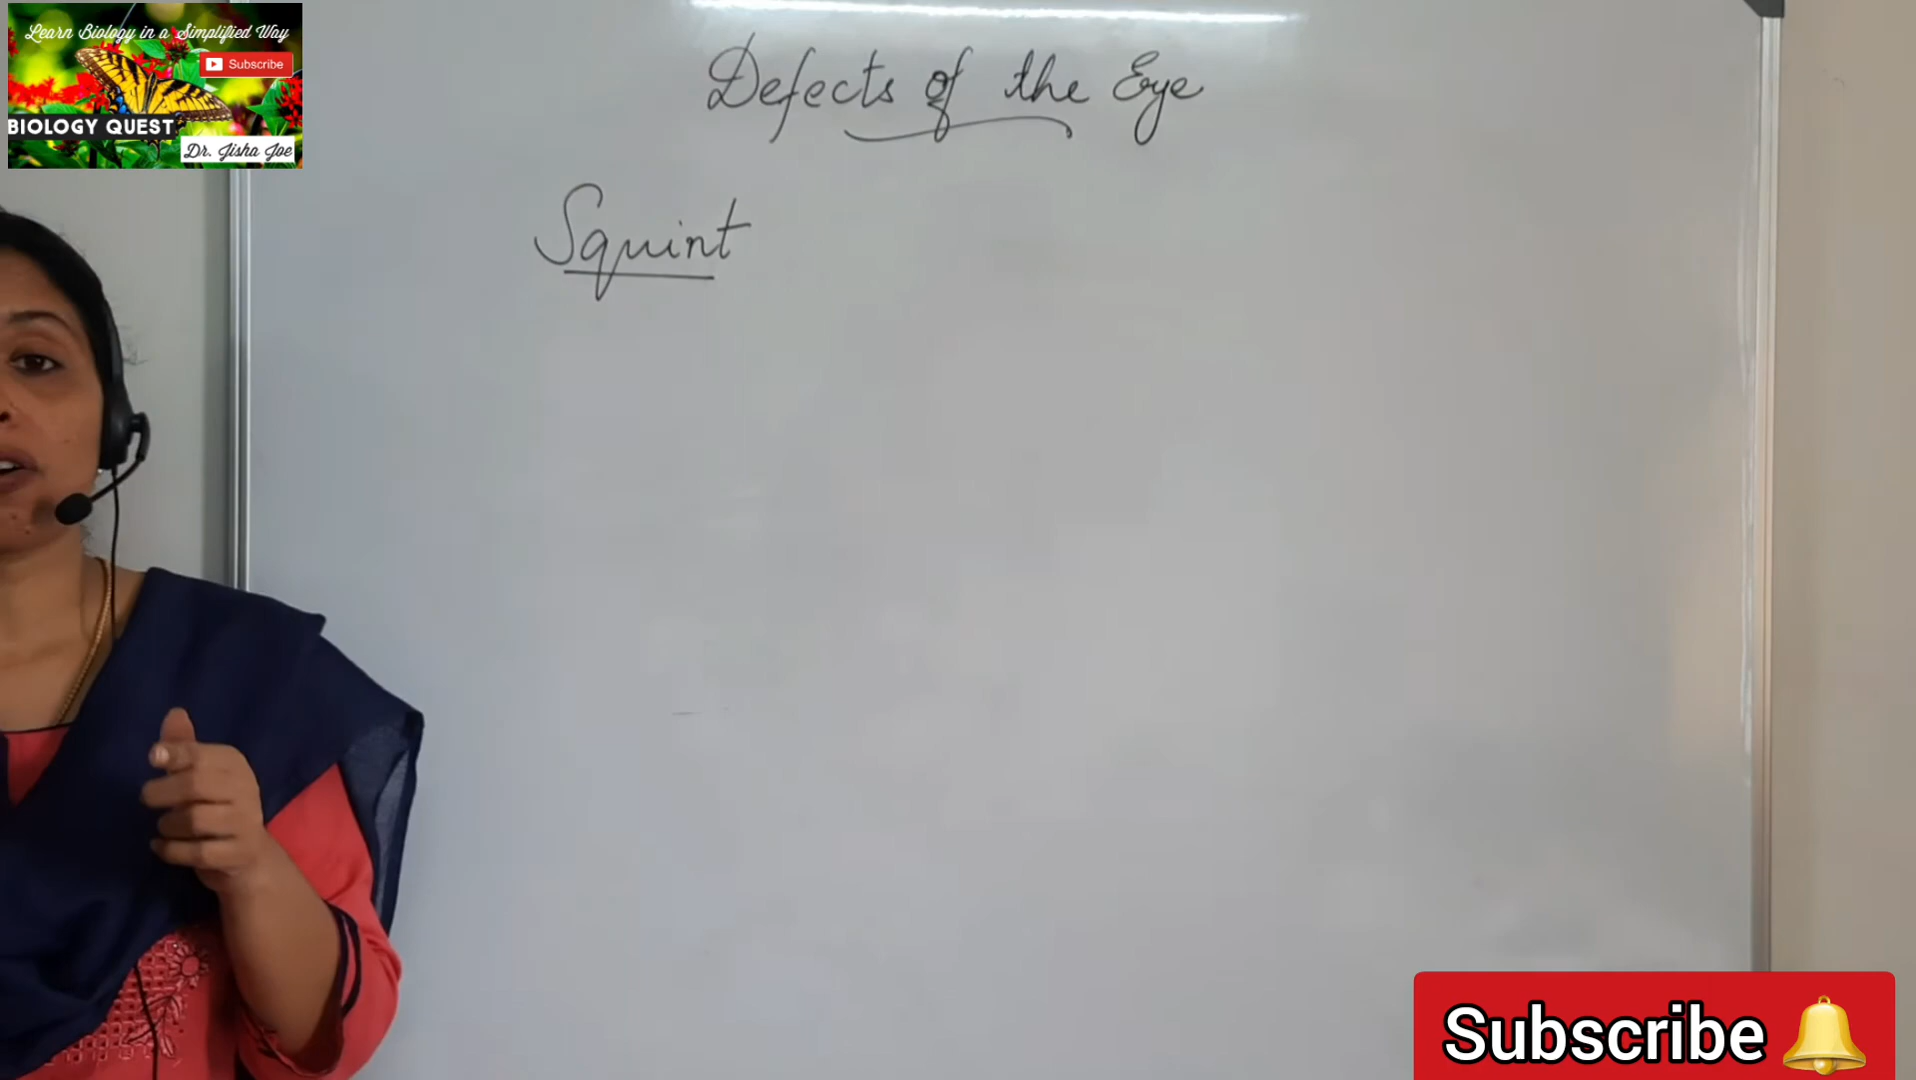 Learn Biology in a Simplified Way
Subscribe
BIOLOGY QUEST
Dr. Jisha Joe
Defects of the Eye
Squint
Subscribe